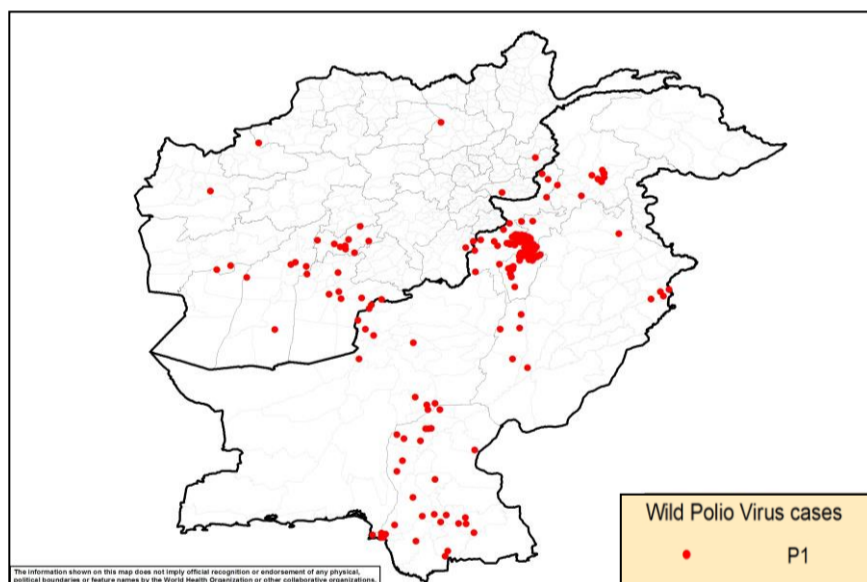 Wild Polio Virus cases
P1
The information shown on this map does not imply official recognition or endorsement of any physical,
political boundaries or feature names by the World Health Organization or other collaborative organizations.